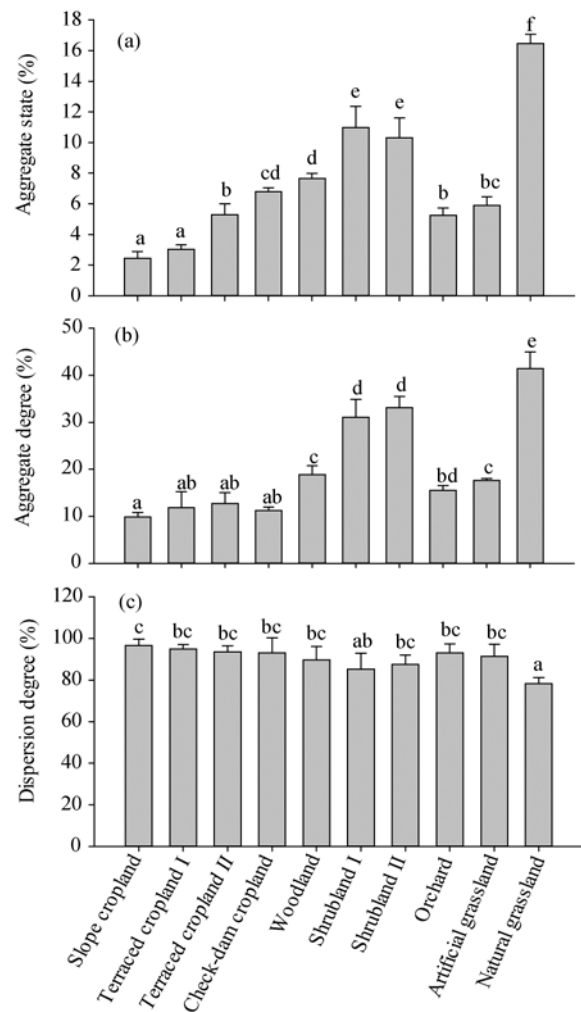 (a)
Aggregate state (%)
18
16
14
12
10
8
6
4
2
0
a a b cd d e e b bc f
(b)
Aggregate degree (%)
50
40
30
20
10
0
a ab ab ab c d d bd c e
(c)
Dispersion degree (%)
120
100
80
60
40
20
0
c bc bc bc bc ab bc bc bc a
Slope cropland
Terraced cropland I
Terraced cropland II
Check-dam cropland
Woodland
Shrubland I
Shrubland II
Orchard
Artificial grassland
Natural grassland